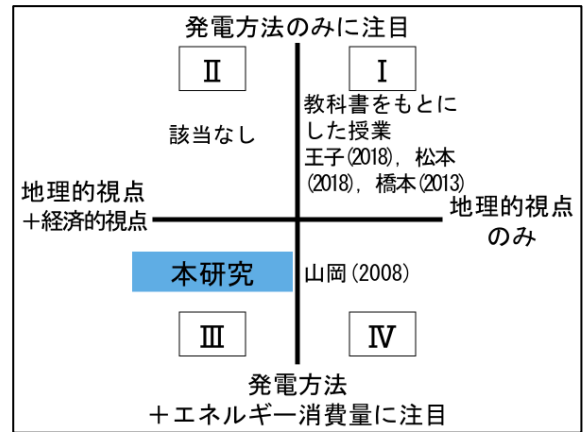 発電方法のみに注目
Ⅱ
Ⅰ
該当なし
教科書をもとに
した授業
王子(2018), 松本
(2018), 橋本(2013)
地理的視点
＋経済的視点
地理的視点
のみ
本研究
山岡(2008)
Ⅲ
Ⅳ
発電方法
＋エネルギー消費量に注目